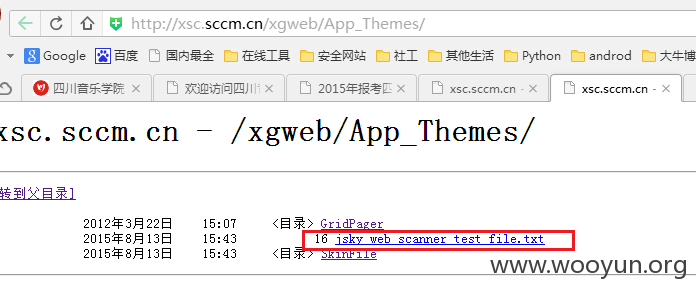 http://xsc.sccm.cn/xgweb/App_Themes/
Google 百度 国内最大 在线工具 安全网站 社工 其他生活 Python androd 大牛博
四川音乐学院 欢迎访问四川 2015年报考四 xsc.sccm.cn - xsc.sccm.cn -
xsc.sccm.cn - /xgweb/App_Themes/
转到父目录]
2012年3月22日 15:07 <目录> GridPager
2015年8月13日 15:43 16 jsky_web_scanner_test_file.txt
2015年8月13日 15:43 <目录> SkinFile
www.wooyun.org